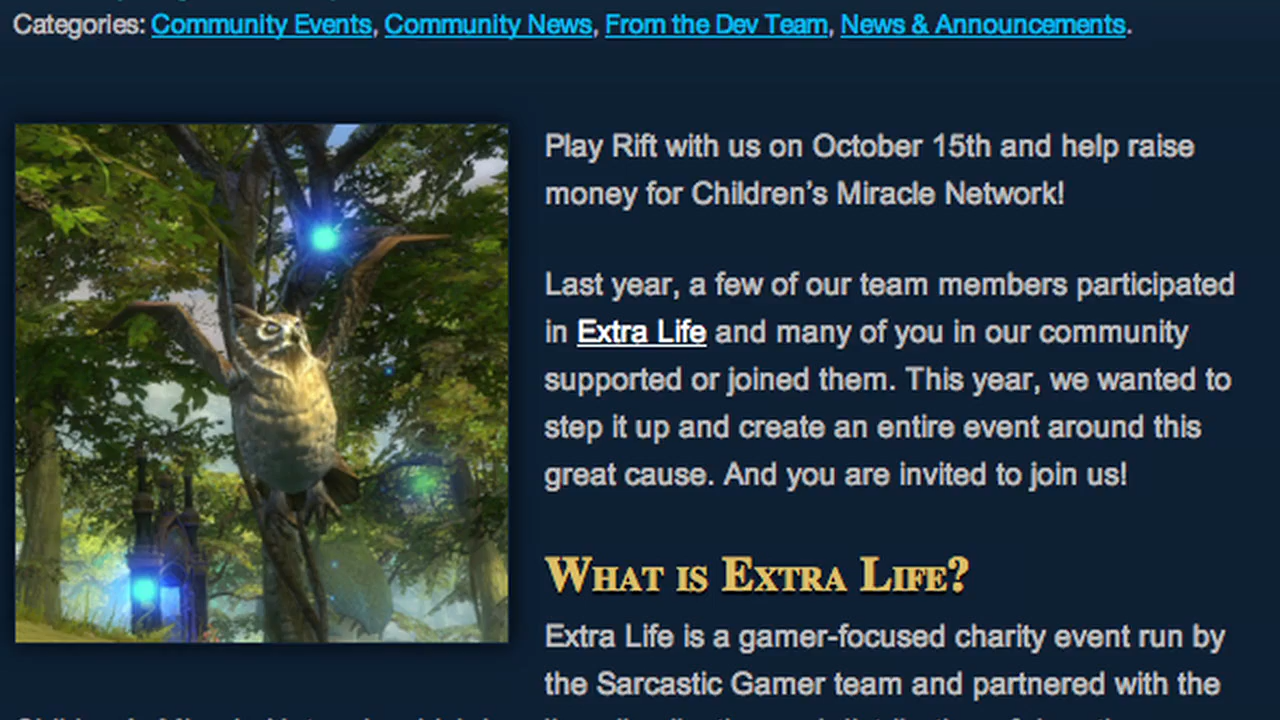 Categories: Community Events, Community News, From the Dev Team, News & Announcements.
Play Rift with us on October 15th and help raise
money for Children's Miracle Network!
Last year, a few of our team members participated
in Extra Life and many of you in our community
supported or joined them. This year, we wanted to
step it up and create an entire event around this
great cause. And you are invited to join us!
What is Extra Life?
Extra Life is a gamer-focused charity event run by
the Sarcastic Gamer team and partnered with the